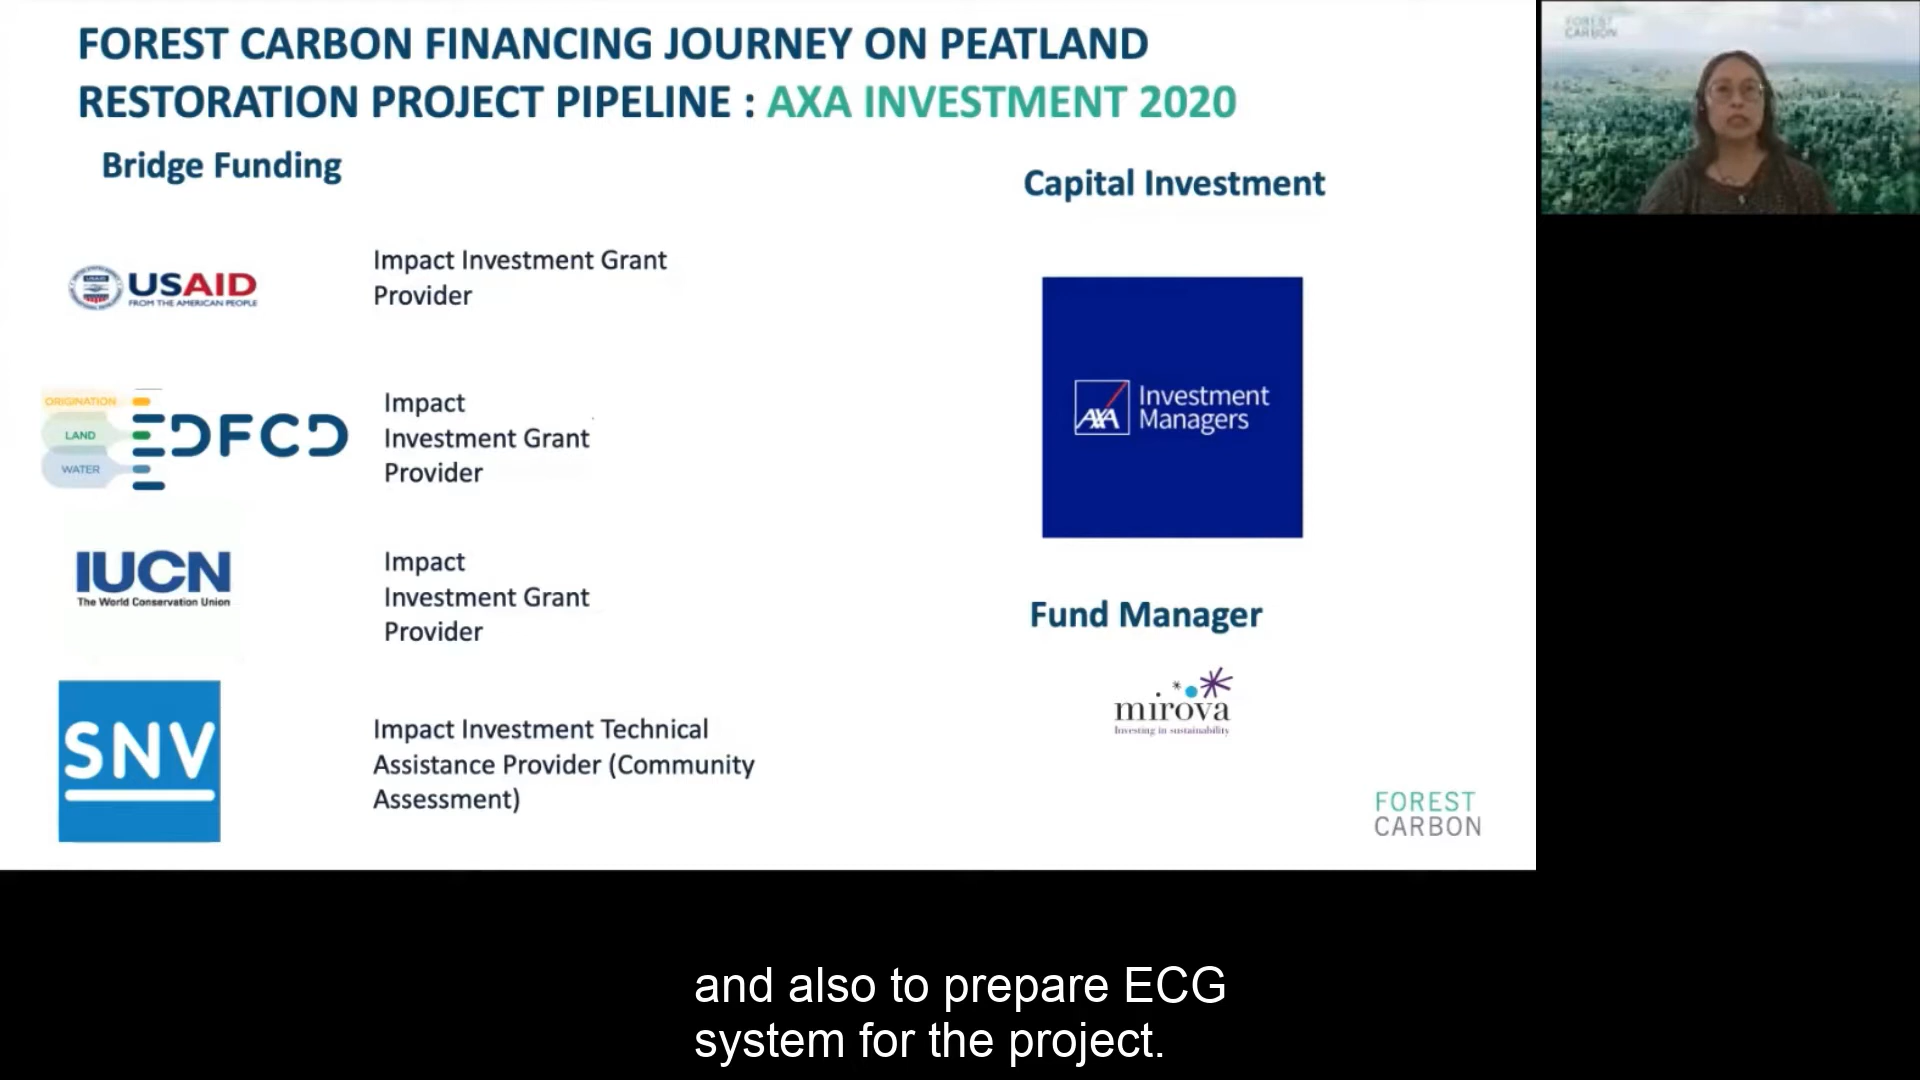 FOREST CARBON FINANCING JOURNEY ON PEATLAND
RESTORATION PROJECT PIPELINE : AXA INVESTMENT 2020
Bridge Funding
USAID
FROM THE AMERICAN PEOPLE
Impact Investment Grant
Provider
ORIGINATION
LAND
WATER
DFCD
Impact
Investment Grant
Provider
IUCN
The World Conservation Union
Impact
Investment Grant
Provider
SNV
Impact Investment Technical
Assistance Provider (Community
Assessment)
Capital Investment
AXA
Investment
Managers
Fund Manager
mirova
Investing in sustainability
FOREST
CARBON
FOREST
CARBON
and also to prepare ECG
system for the project.